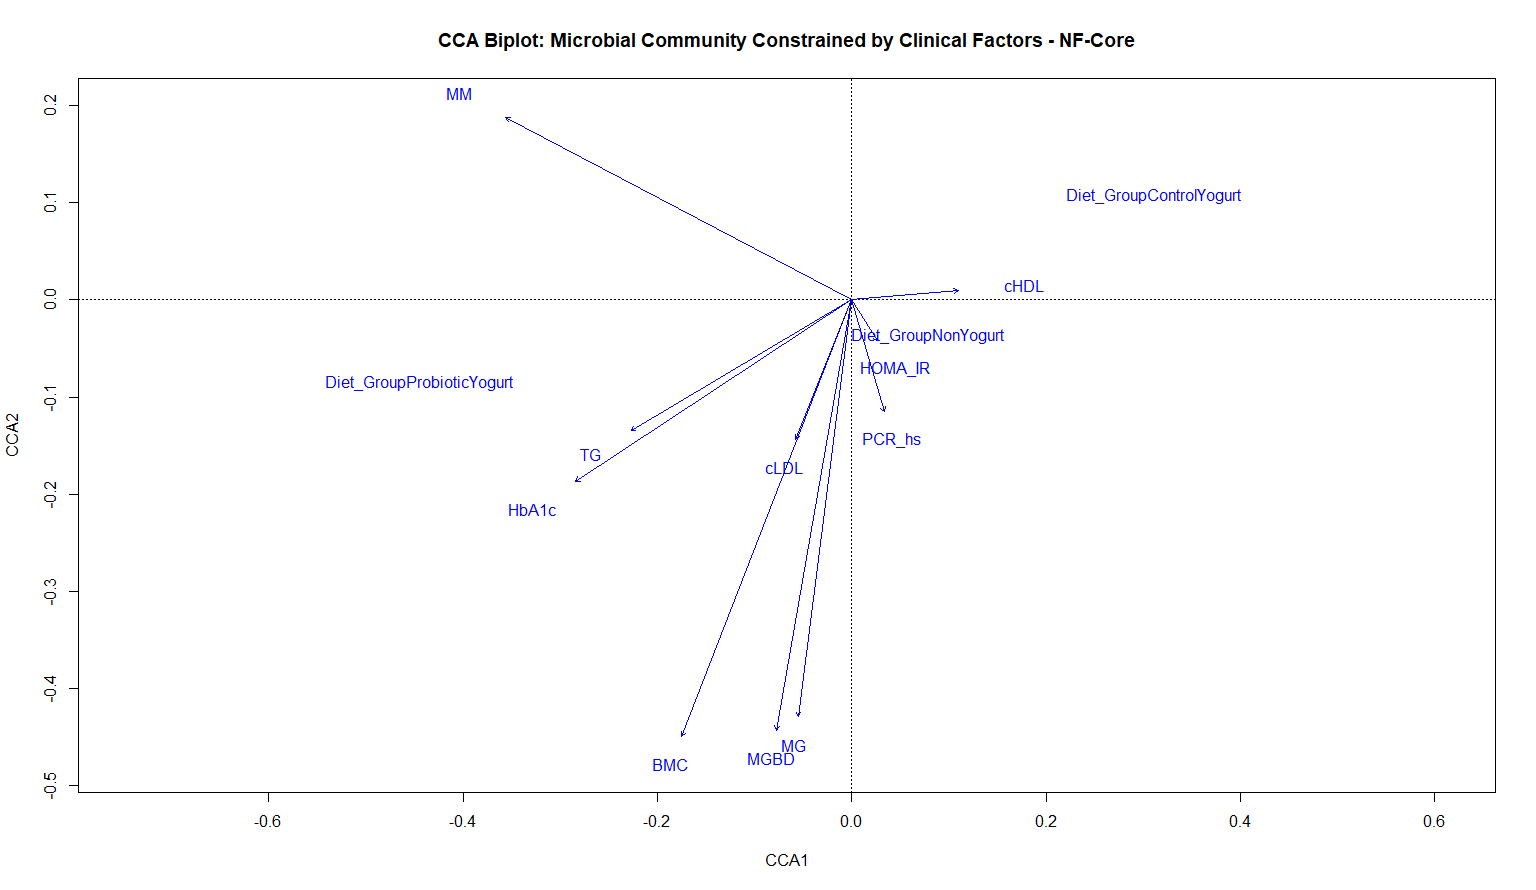 CCA Biplot: Microbial Community Constrained by Clinical Factors - NF-Core
MM
Diet_GroupControlYogurt
cHDL
Diet_GroupNonYogurt
HOMA_IR
Diet_GroupProbioticYogurt
PCR_hs
TG
cLDL
HbA1c
MG
MGBD
BMC
0.2
0.1
0.0
-0.1
-0.2
-0.3
-0.4
-0.5
CCA2
-0.6
-0.4
-0.2
0.0
0.2
0.4
0.6
CCA1